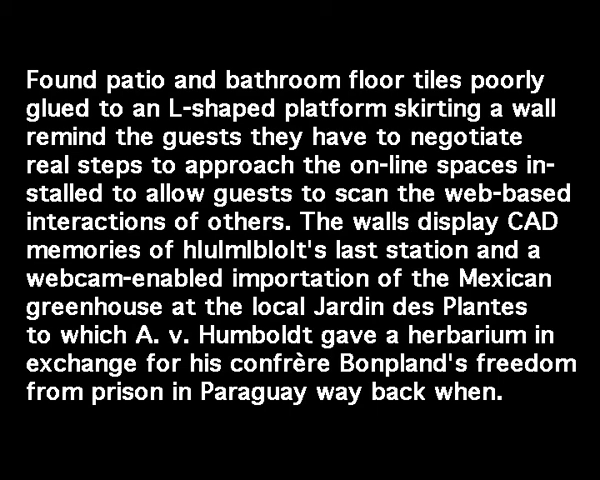 Found patio and bathroom floor tiles poorly
glued to an L-shaped platform skirting a wall
remind the guests they have to negotiate
real steps to approach the on-line spaces in-
stalled to allow guests to scan the web-based
interactions of others. The walls display CAD
memories of hlulmlblolt's last station and a
webcam-enabled importation of the Mexican
greenhouse at the local Jardin des Plantes
to which A. v. Humboldt gave a herbarium in
exchange for his confrère Bonpland's freedom
from prison in Paraguay way back when.